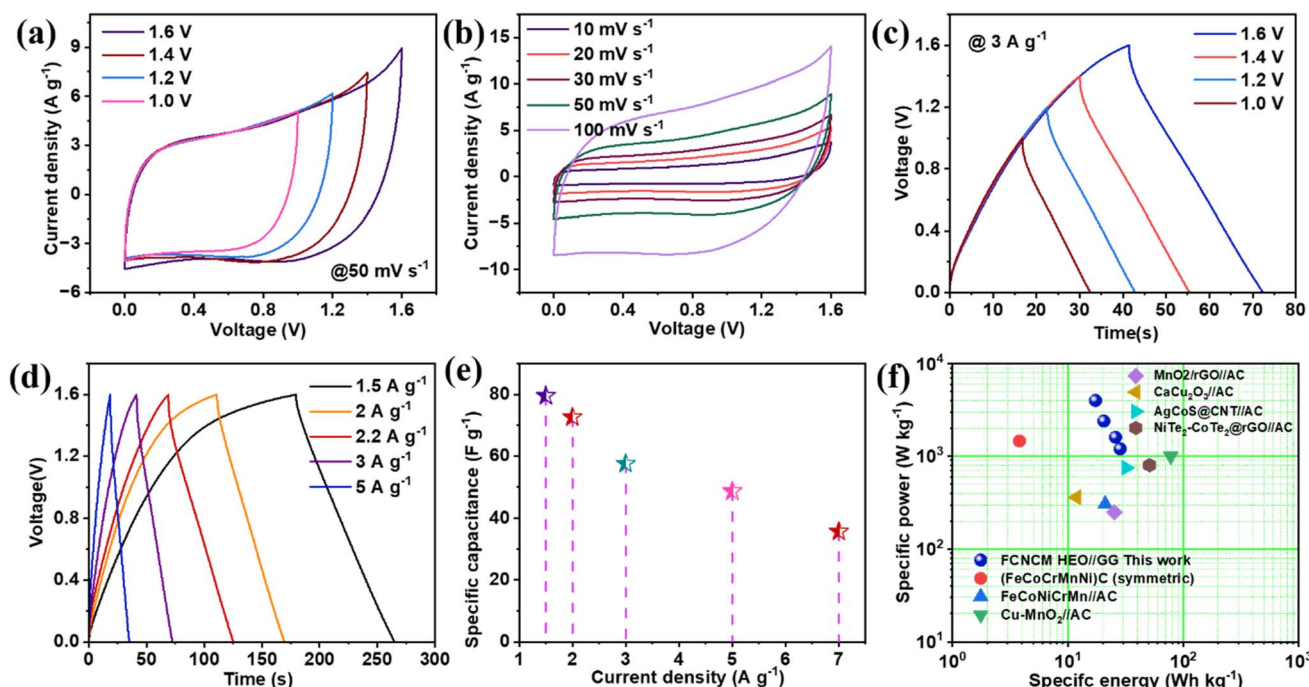 (a)
1.6 V
1.4 V
1.2 V
1.0 V
@50 mV s⁻¹
Current density (A g⁻¹)
9
6
3
0
−3
−6
0.0 0.4 0.8 1.2 1.6
Voltage (V)
(b)
10 mV s⁻¹
20 mV s⁻¹
30 mV s⁻¹
50 mV s⁻¹
100 mV s⁻¹
Current density (A g⁻¹)
15
10
5
0
−5
−10
0.0 0.4 0.8 1.2 1.6
Voltage (V)
(c)
@ 3 A g⁻¹
1.6 V
1.4 V
1.2 V
1.0 V
Voltage (V)
1.6
1.2
0.8
0.4
0.0
0 10 20 30 40 50 60 70 80
Time(s)
(d)
1.5 A g⁻¹
2 A g⁻¹
2.2 A g⁻¹
3 A g⁻¹
5 A g⁻¹
Voltage(V)
1.6
1.2
0.8
0.4
0.0
0 50 100 150 200 250 300
Time (s)
(e)
Specific capacitance (F g⁻¹)
80
60
40
20
0
1 2 3 4 5 6 7
Current density (A g⁻¹)
(f)
MnO2/rGO//AC
CaCu₂O₃//AC
AgCoS@CNT//AC
NiTe₂-CoTe₂@rGO//AC
FCNCM HEO//GG This work
(FeCoCrMnNi)C (symmetric)
FeCoNiCrMn//AC
Cu-MnO₂//AC
Specific power (W kg⁻¹)
10⁴
10³
10²
10¹
10⁰ 10¹ 10² 10³
Specifc energy (Wh kg⁻¹)